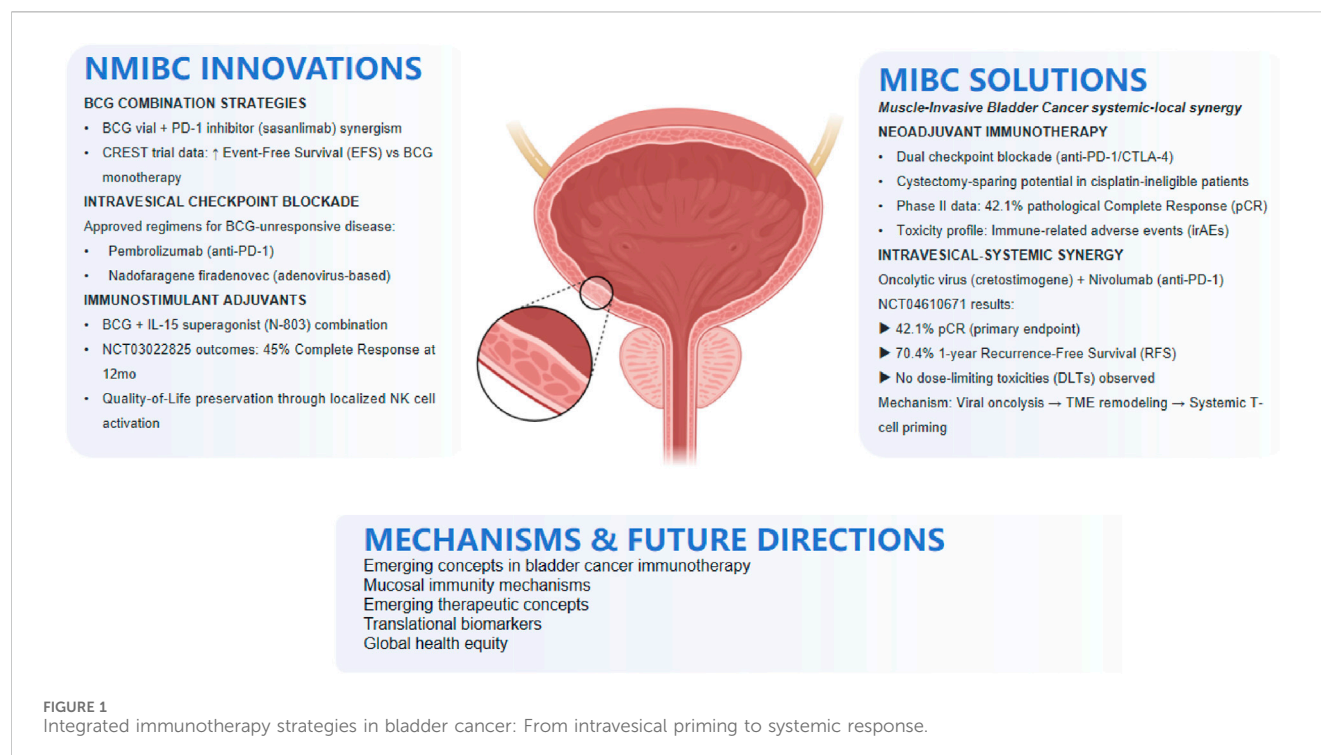 NMIBC INNOVATIONS
BCG COMBINATION STRATEGIES
• BCG vial + PD-1 inhibitor (sasanlimab) synergism
• CREST trial data: ↑ Event-Free Survival (EFS) vs BCG
monotherapy
INTRAVESICAL CHECKPOINT BLOCKADE
Approved regimens for BCG-unresponsive disease:
• Pembrolizumab (anti-PD-1)
• Nadofaragene firadenovec (adenovirus-based)
IMMUNOSTIMULANT ADJUVANTS
• BCG + IL-15 superagonist (N-803) combination
• NCT03022825 outcomes: 45% Complete Response at
12mo
• Quality-of-Life preservation through localized NK cell
activation
MIBC SOLUTIONS
Muscle-Invasive Bladder Cancer systemic-local synergy
NEOADJUVANT IMMUNOTHERAPY
• Dual checkpoint blockade (anti-PD-1/CTLA-4)
• Cystectomy-sparing potential in cisplatin-ineligible patients
• Phase II data: 42.1% pathological Complete Response (pCR)
• Toxicity profile: Immune-related adverse events (irAEs)
INTRAVESICAL-SYSTEMIC SYNERGY
Oncolytic virus (cretostimogene) + Nivolumab (anti-PD-1)
NCT04610671 results:
▶ 42.1% pCR (primary endpoint)
▶ 70.4% 1-year Recurrence-Free Survival (RFS)
▶ No dose-limiting toxicities (DLTs) observed
Mechanism: Viral oncolysis → TME remodeling → Systemic T-
cell priming
MECHANISMS & FUTURE DIRECTIONS
Emerging concepts in bladder cancer immunotherapy
Mucosal immunity mechanisms
Emerging therapeutic concepts
Translational biomarkers
Global health equity
FIGURE 1
Integrated immunotherapy strategies in bladder cancer: From intravesical priming to systemic response.